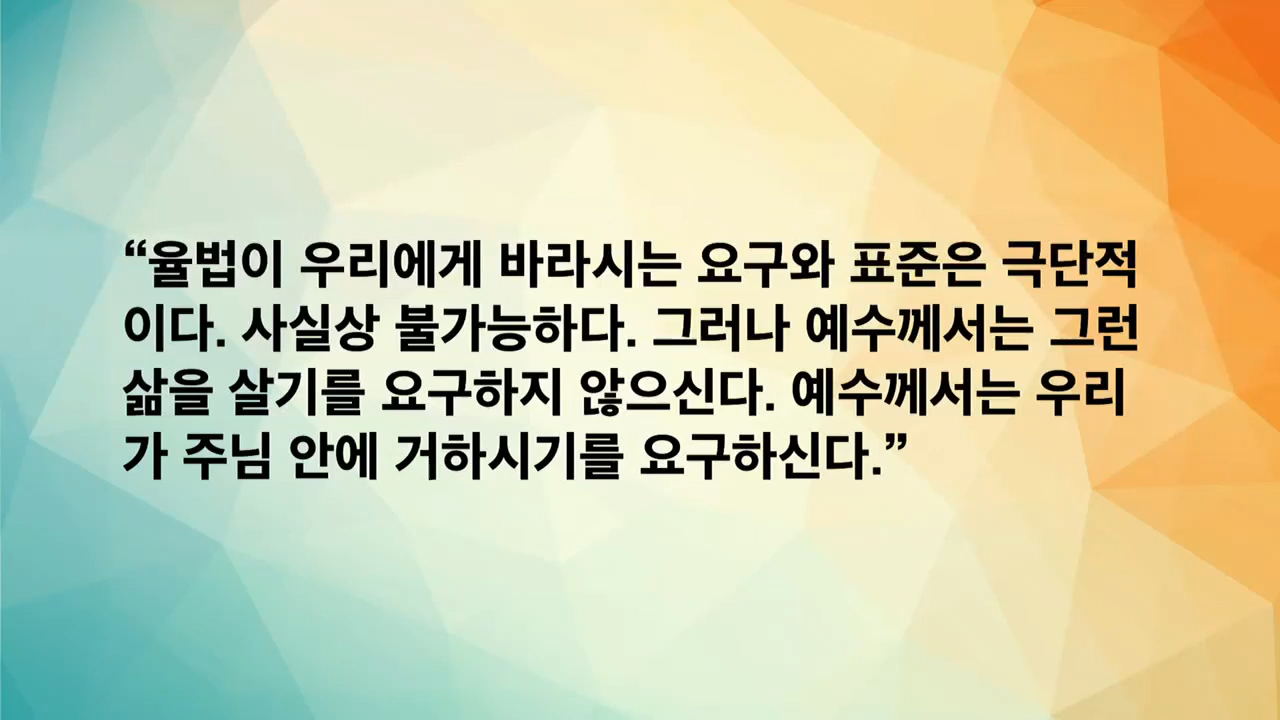 “율법이 우리에게 바라시는 요구와 표준은 극단적
이다. 사실상 불가능하다. 그러나 예수께서는 그런
삶을 살기를 요구하지 않으신다. 예수께서는 우리
가 주님 안에 거하시기를 요구하신다.”